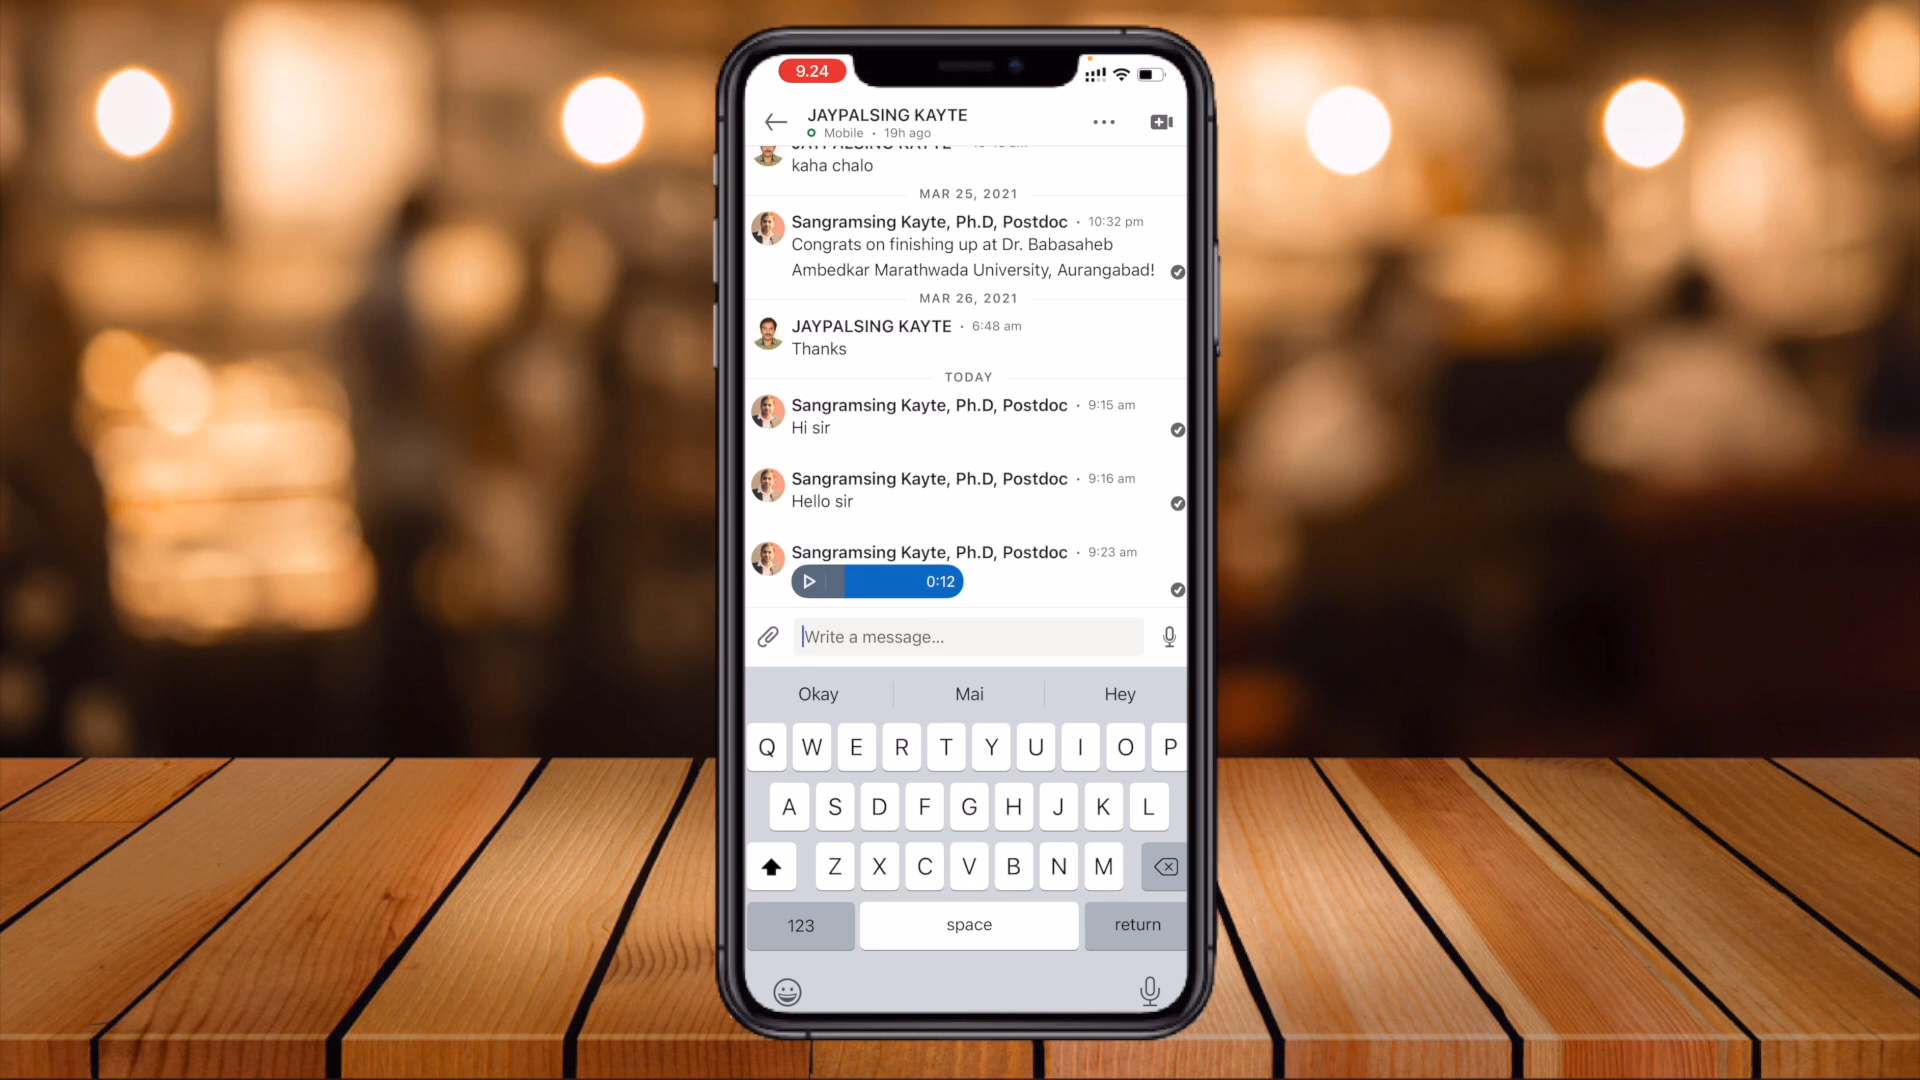 9.24
JAYPALSING KAYTE
Mobile • 19h ago
JAYPALSING KAYTE
kaha chalo
MAR 25, 2021
Sangramsing Kayte, Ph.D, Postdoc • 10:32 pm
Congrats on finishing up at Dr. Babasaheb
Ambedkar Marathwada University, Aurangabad!
MAR 26, 2021
JAYPALSING KAYTE • 6:48 am
Thanks
TODAY
Sangramsing Kayte, Ph.D, Postdoc • 9:15 am
Hi sir
Sangramsing Kayte, Ph.D, Postdoc • 9:16 am
Hello sir
Sangramsing Kayte, Ph.D, Postdoc • 9:23 am
0:12
Write a message...
Okay Mai Hey
Q W E R T Y U I O P
A S D F G H J K L
Z X C V B N M
123 space return